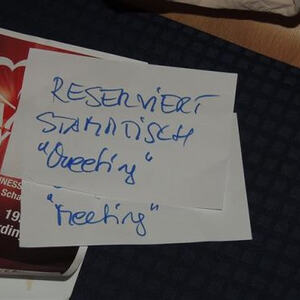 RESERVIERT
STAMMTISCH
"Queeting"
"Meeting"